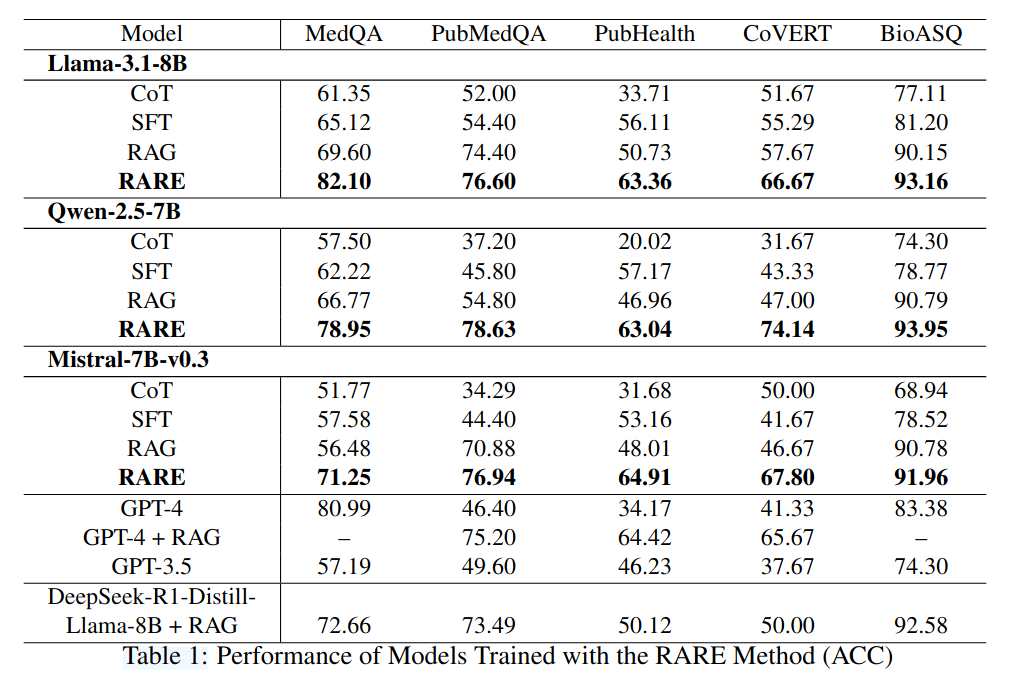 Model MedQA PubMedQA PubHealth CoVERT BioASQ
Llama-3.1-8B
CoT 61.35 52.00 33.71 51.67 77.11
SFT 65.12 54.40 56.11 55.29 81.20
RAG 69.60 74.40 50.73 57.67 90.15
RARE 82.10 76.60 63.36 66.67 93.16
Qwen-2.5-7B
CoT 57.50 37.20 20.02 31.67 74.30
SFT 62.22 45.80 57.17 43.33 78.77
RAG 66.77 54.80 46.96 47.00 90.79
RARE 78.95 78.63 63.04 74.14 93.95
Mistral-7B-v0.3
CoT 51.77 34.29 31.68 50.00 68.94
SFT 57.58 44.40 53.16 41.67 78.52
RAG 56.48 70.88 48.01 46.67 90.78
RARE 71.25 76.94 64.91 67.80 91.96
GPT-4 80.99 46.40 34.17 41.33 83.38
GPT-4 + RAG – 75.20 64.42 65.67 –
GPT-3.5 57.19 49.60 46.23 37.67 74.30
DeepSeek-R1-Distill-
Llama-8B + RAG 72.66 73.49 50.12 50.00 92.58
Table 1: Performance of Models Trained with the RARE Method (ACC)